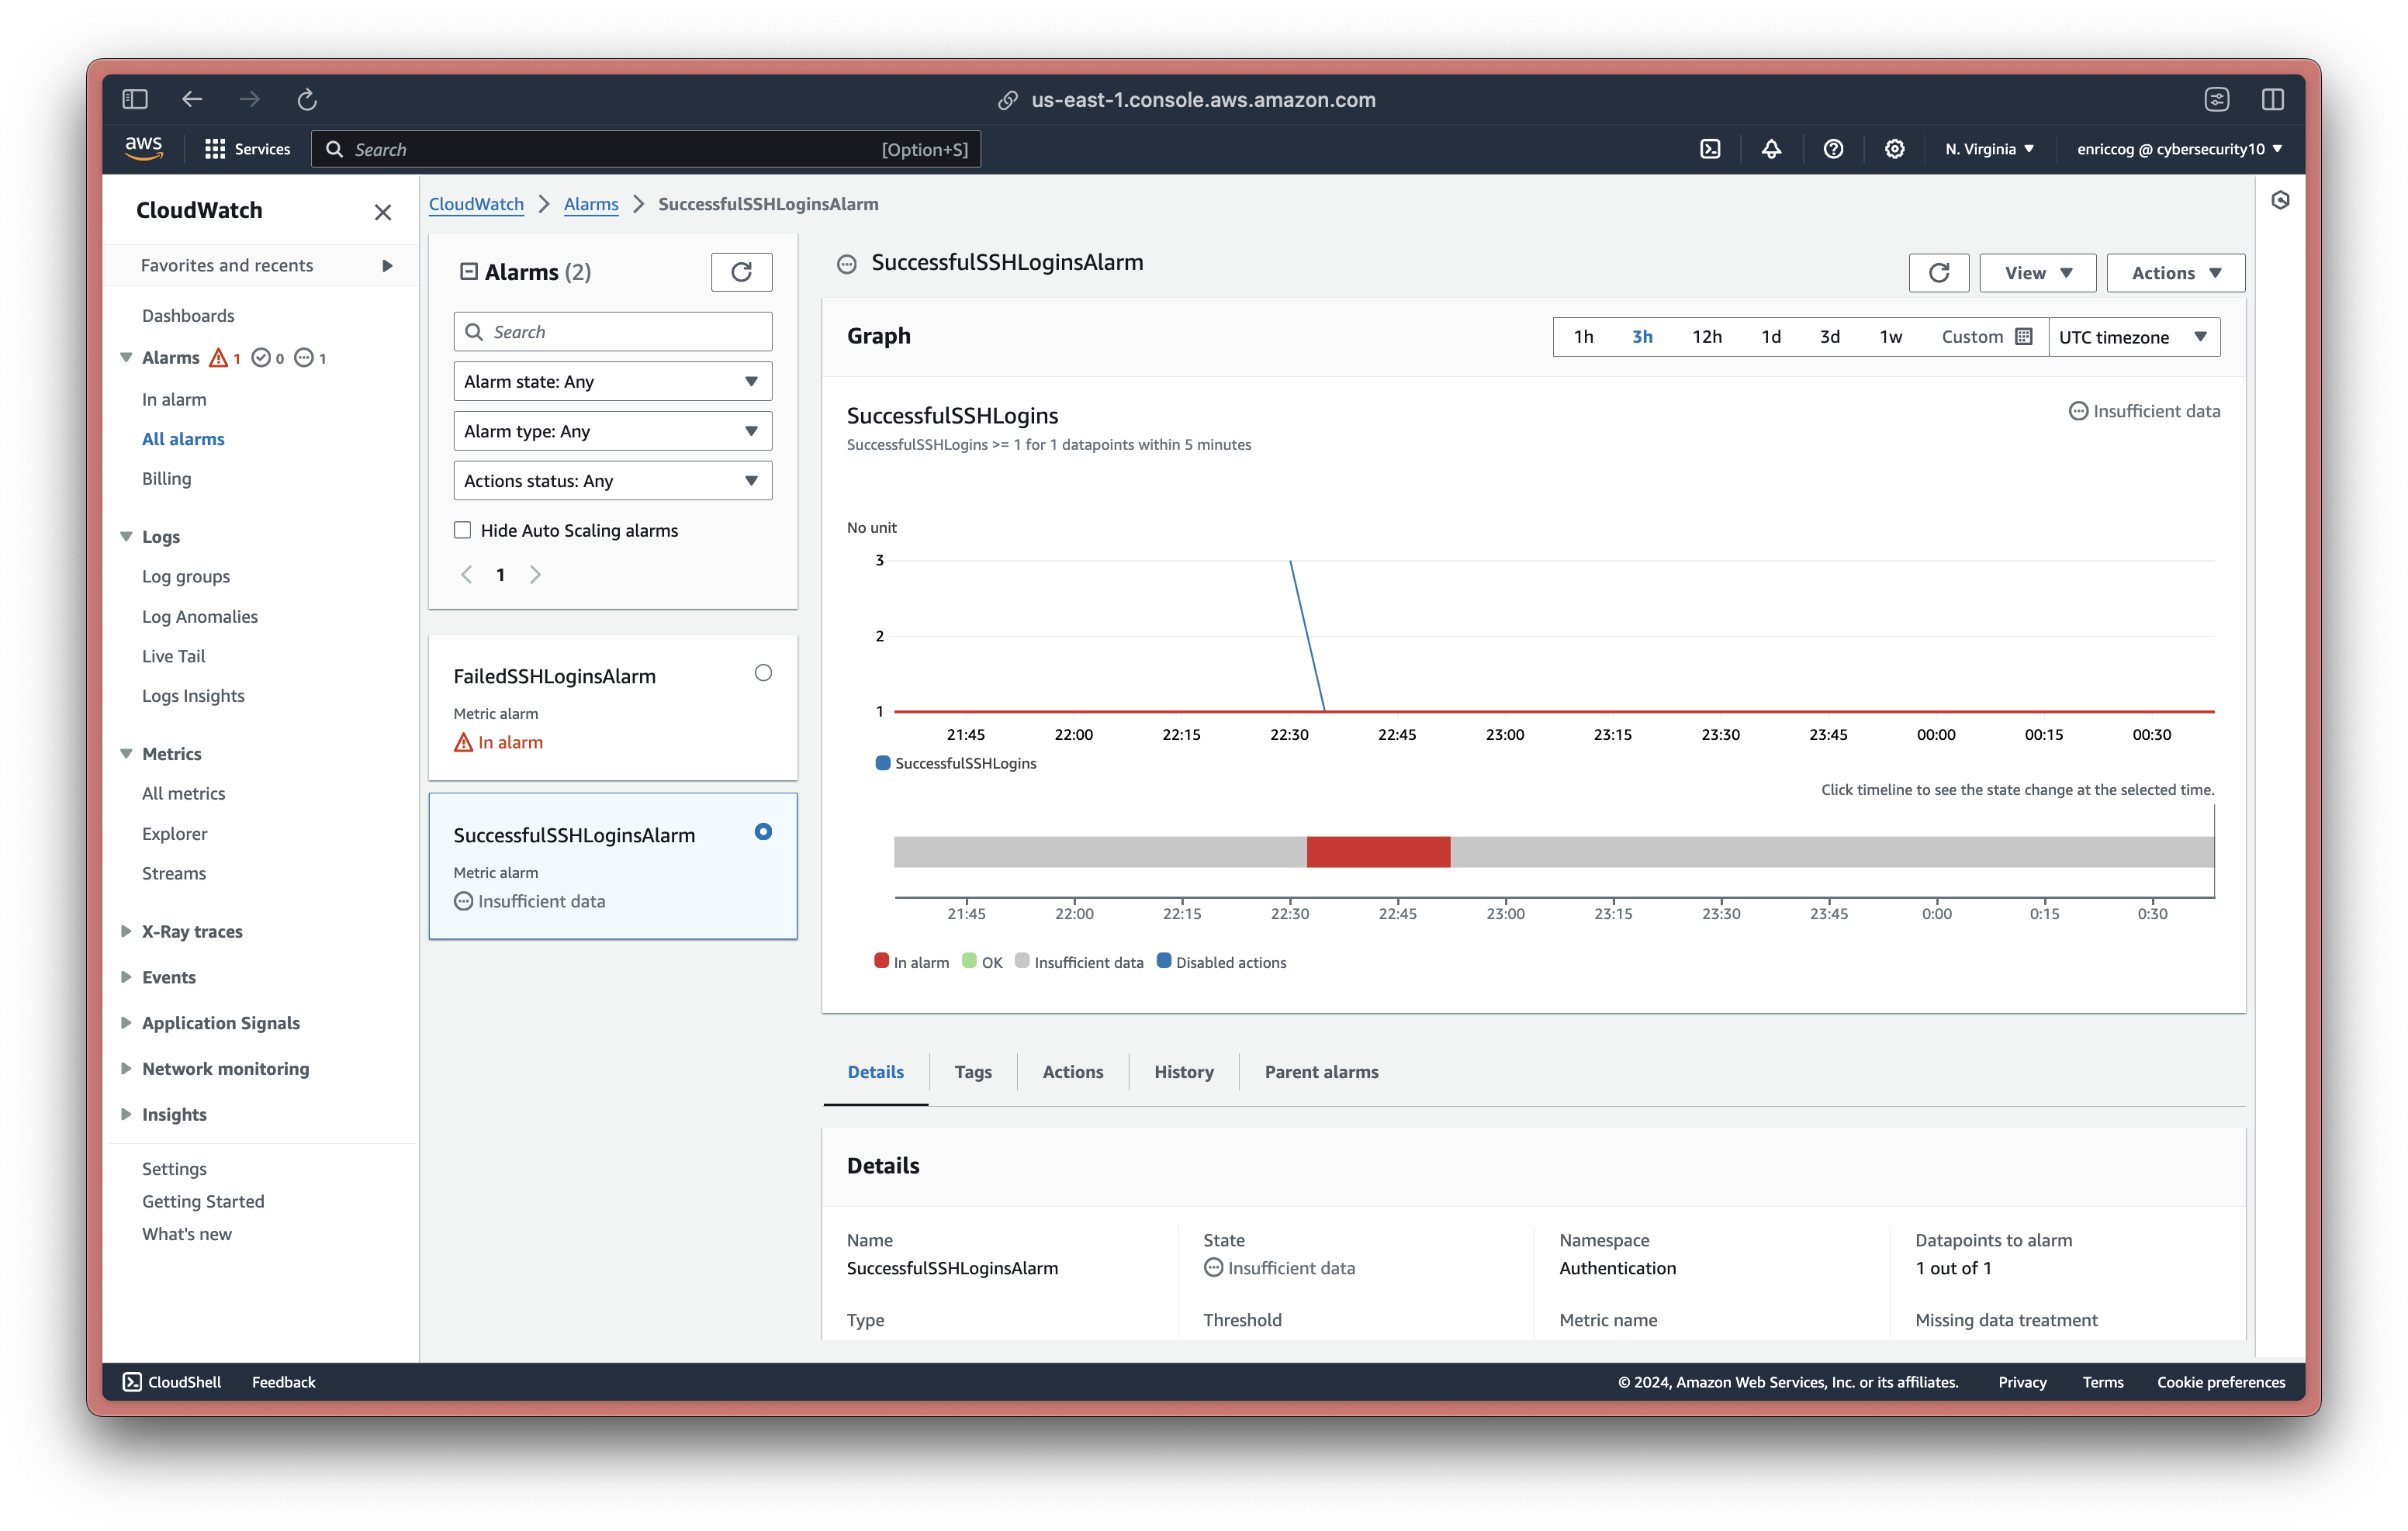 us-east-1.console.aws.amazon.com
aws
Services
Search
[Option+S]
N. Virginia
enriccog @ cybersecurity10
CloudWatch
Favorites and recents
Dashboards
Alarms 1 0 1
In alarm
All alarms
Billing
Logs
Log groups
Log Anomalies
Live Tail
Logs Insights
Metrics
All metrics
Explorer
Streams
X-Ray traces
Events
Application Signals
Network monitoring
Insights
Settings
Getting Started
What's new
CloudWatch
Alarms
SuccessfulSSHLoginsAlarm
Alarms (2)
Search
Alarm state: Any
Alarm type: Any
Actions status: Any
Hide Auto Scaling alarms
1
FailedSSHLoginsAlarm
Metric alarm
In alarm
SuccessfulSSHLoginsAlarm
Metric alarm
Insufficient data
SuccessfulSSHLoginsAlarm
View
Actions
Graph
1h 3h 12h 1d 3d 1w Custom
UTC timezone
SuccessfulSSHLogins
Insufficient data
SuccessfulSSHLogins >= 1 for 1 datapoints within 5 minutes
No unit
3
2
1
21:45 22:00 22:15 22:30 22:45 23:00 23:15 23:30 23:45 00:00 00:15 00:30
SuccessfulSSHLogins
Click timeline to see the state change at the selected time.
21:45 22:00 22:15 22:30 22:45 23:00 23:15 23:30 23:45 0:00 0:15 0:30
In alarm OK Insufficient data Disabled actions
Details
Tags
Actions
History
Parent alarms
Details
Name
SuccessfulSSHLoginsAlarm
Type
State
Insufficient data
Threshold
Namespace
Authentication
Metric name
Datapoints to alarm
1 out of 1
Missing data treatment
CloudShell
Feedback
© 2024, Amazon Web Services, Inc. or its affiliates.
Privacy
Terms
Cookie preferences